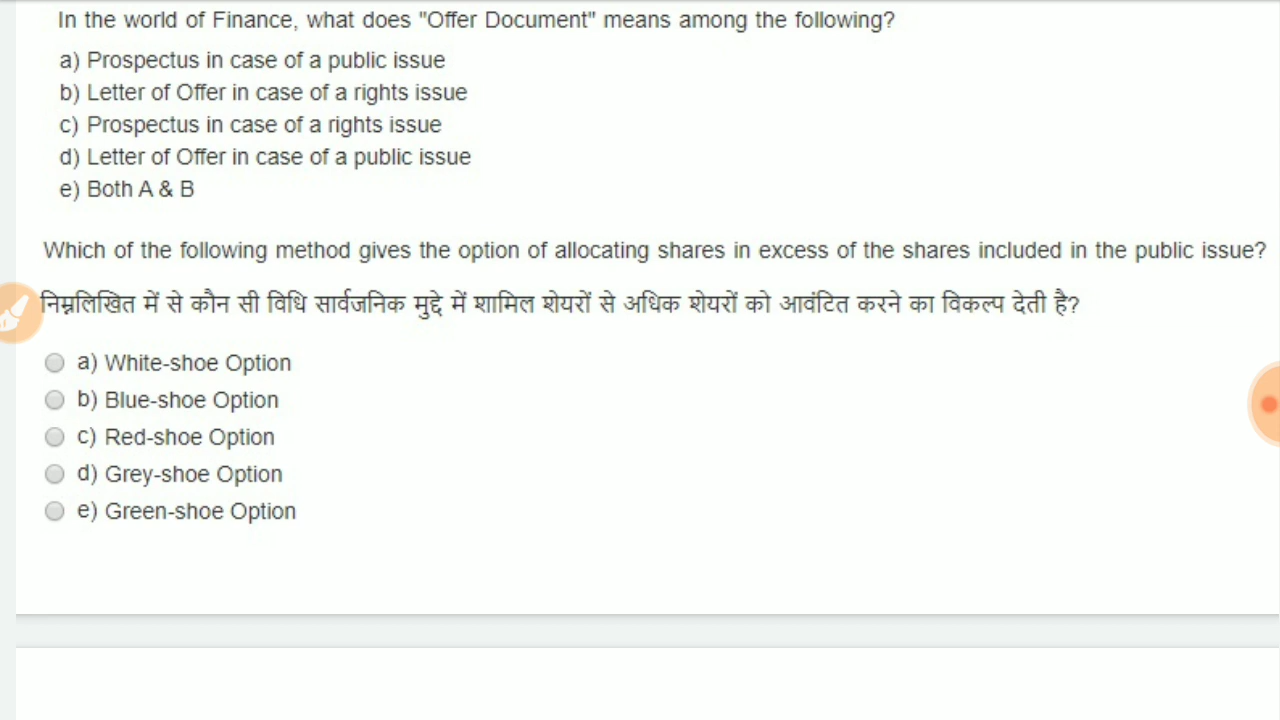 In the world of Finance, what does "Offer Document" means among the following?
a) Prospectus in case of a public issue
b) Letter of Offer in case of a rights issue
c) Prospectus in case of a rights issue
d) Letter of Offer in case of a public issue
e) Both A & B
Which of the following method gives the option of allocating shares in excess of the shares included in the public issue?
निम्नलिखित में से कौन सी विधि सार्वजनिक मुद्दे में शामिल शेयरों से अधिक शेयरों को आवंटित करने का विकल्प देती है?
a) White-shoe Option
b) Blue-shoe Option
c) Red-shoe Option
d) Grey-shoe Option
e) Green-shoe Option